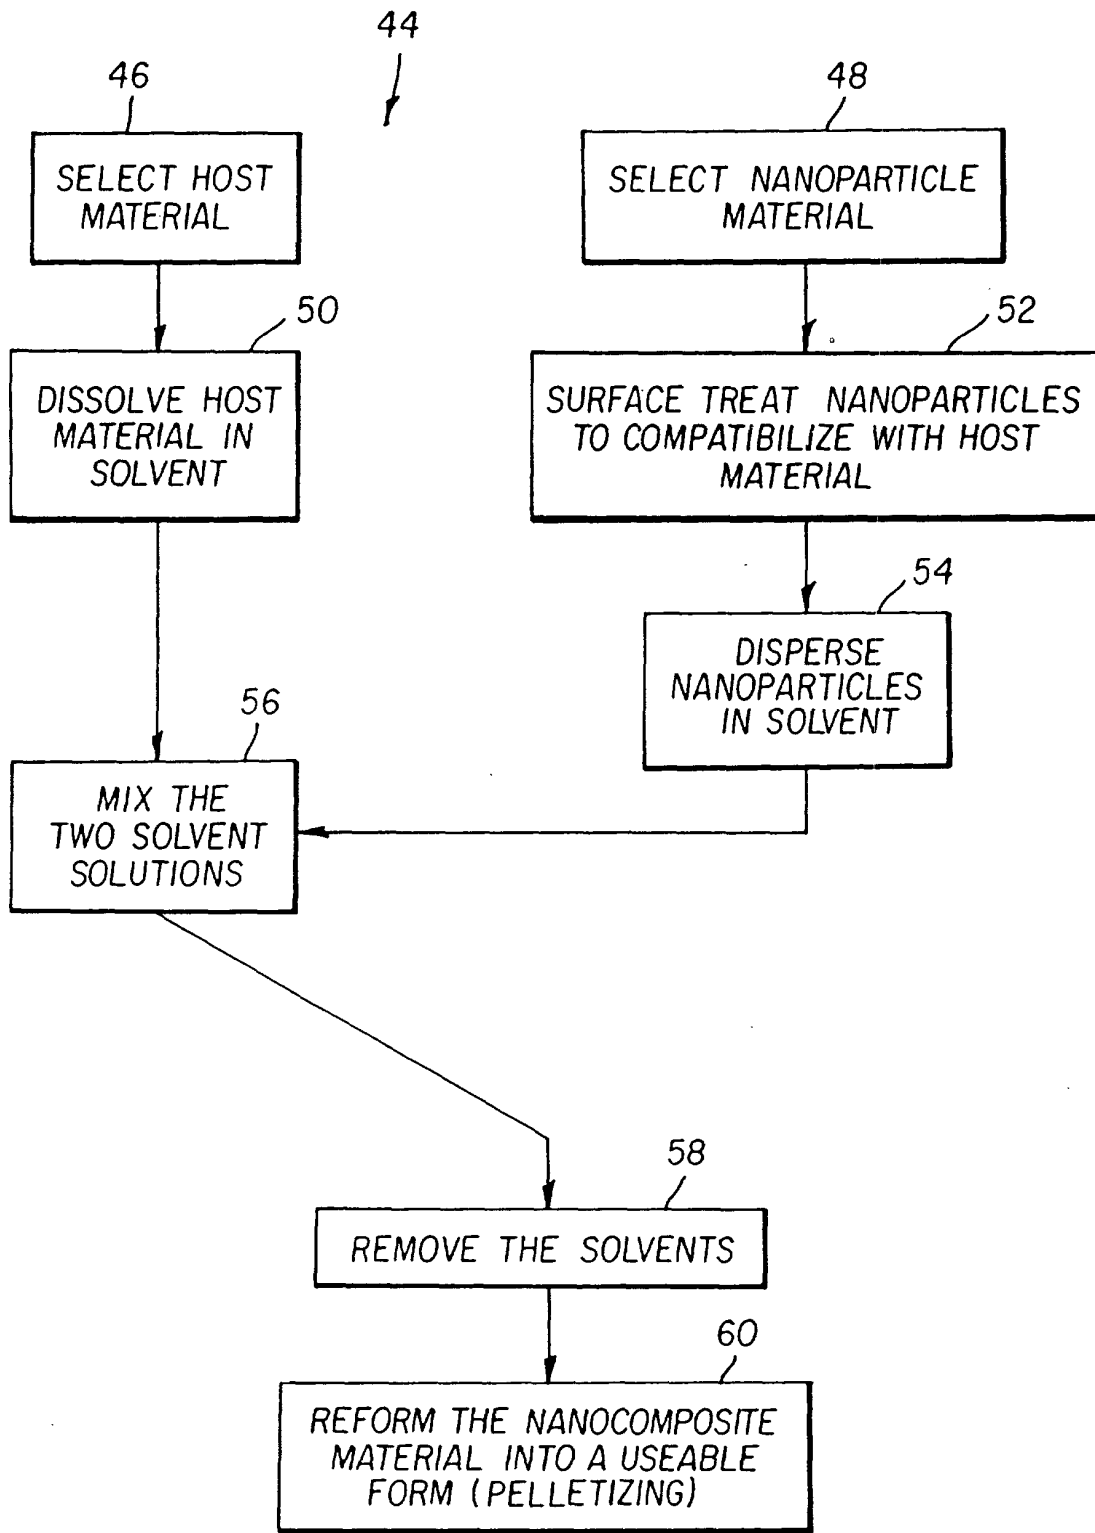 44
46
48
SELECT HOST
MATERIAL
SELECT NANOPARTICLE
MATERIAL
50
52
DISSOLVE HOST
MATERIAL IN
SOLVENT
SURFACE TREAT NANOPARTICLES
TO COMPATIBILIZE WITH HOST
MATERIAL
54
DISPERSE
NANOPARTICLES
IN SOLVENT
56
MIX THE
TWO SOLVENT
SOLUTIONS
58
REMOVE THE SOLVENTS
60
REFORM THE NANOCOMPOSITE
MATERIAL INTO A USEABLE
FORM (PELLETIZING)